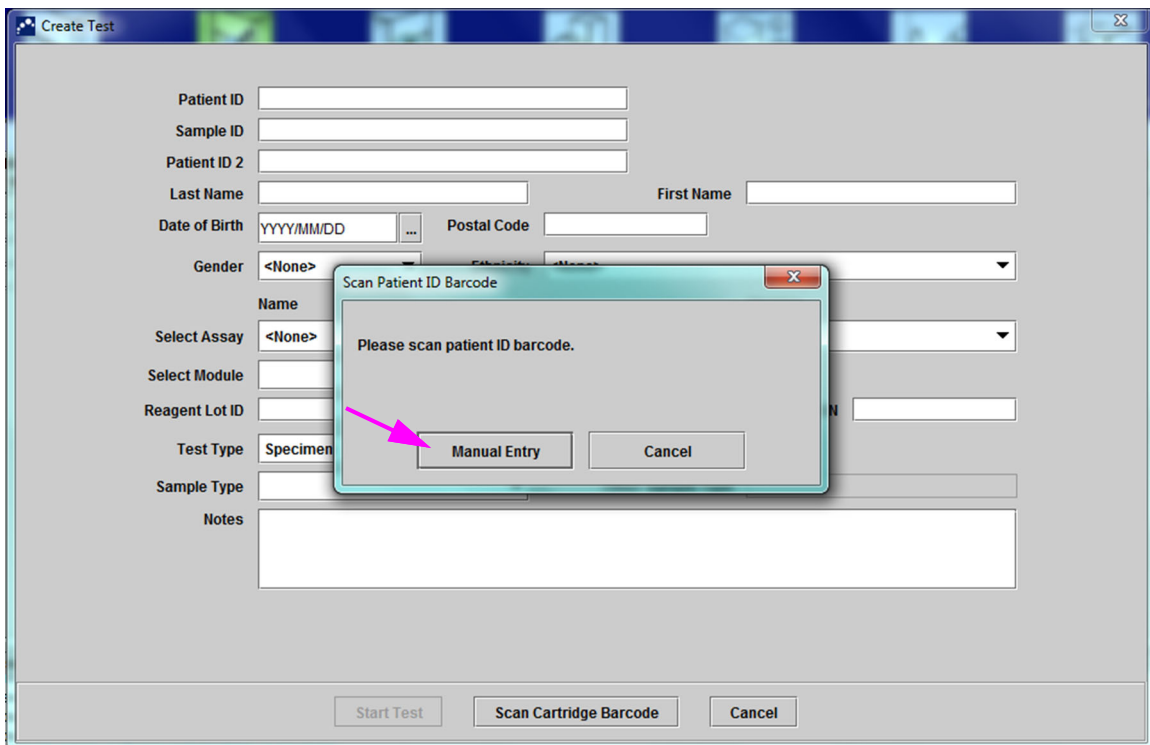 Create Test
Patient ID
Sample ID
Patient ID 2
Last Name First Name
Date of Birth YYYY/MM/DD ... Postal Code
Gender <None>
Scan Patient ID Barcode
Name
Select Assay <None>
Please scan patient ID barcode.
Select Module
Reagent Lot ID N
Manual Entry Cancel
Test Type Specimen
Sample Type
Notes
Start Test Scan Cartridge Barcode Cancel